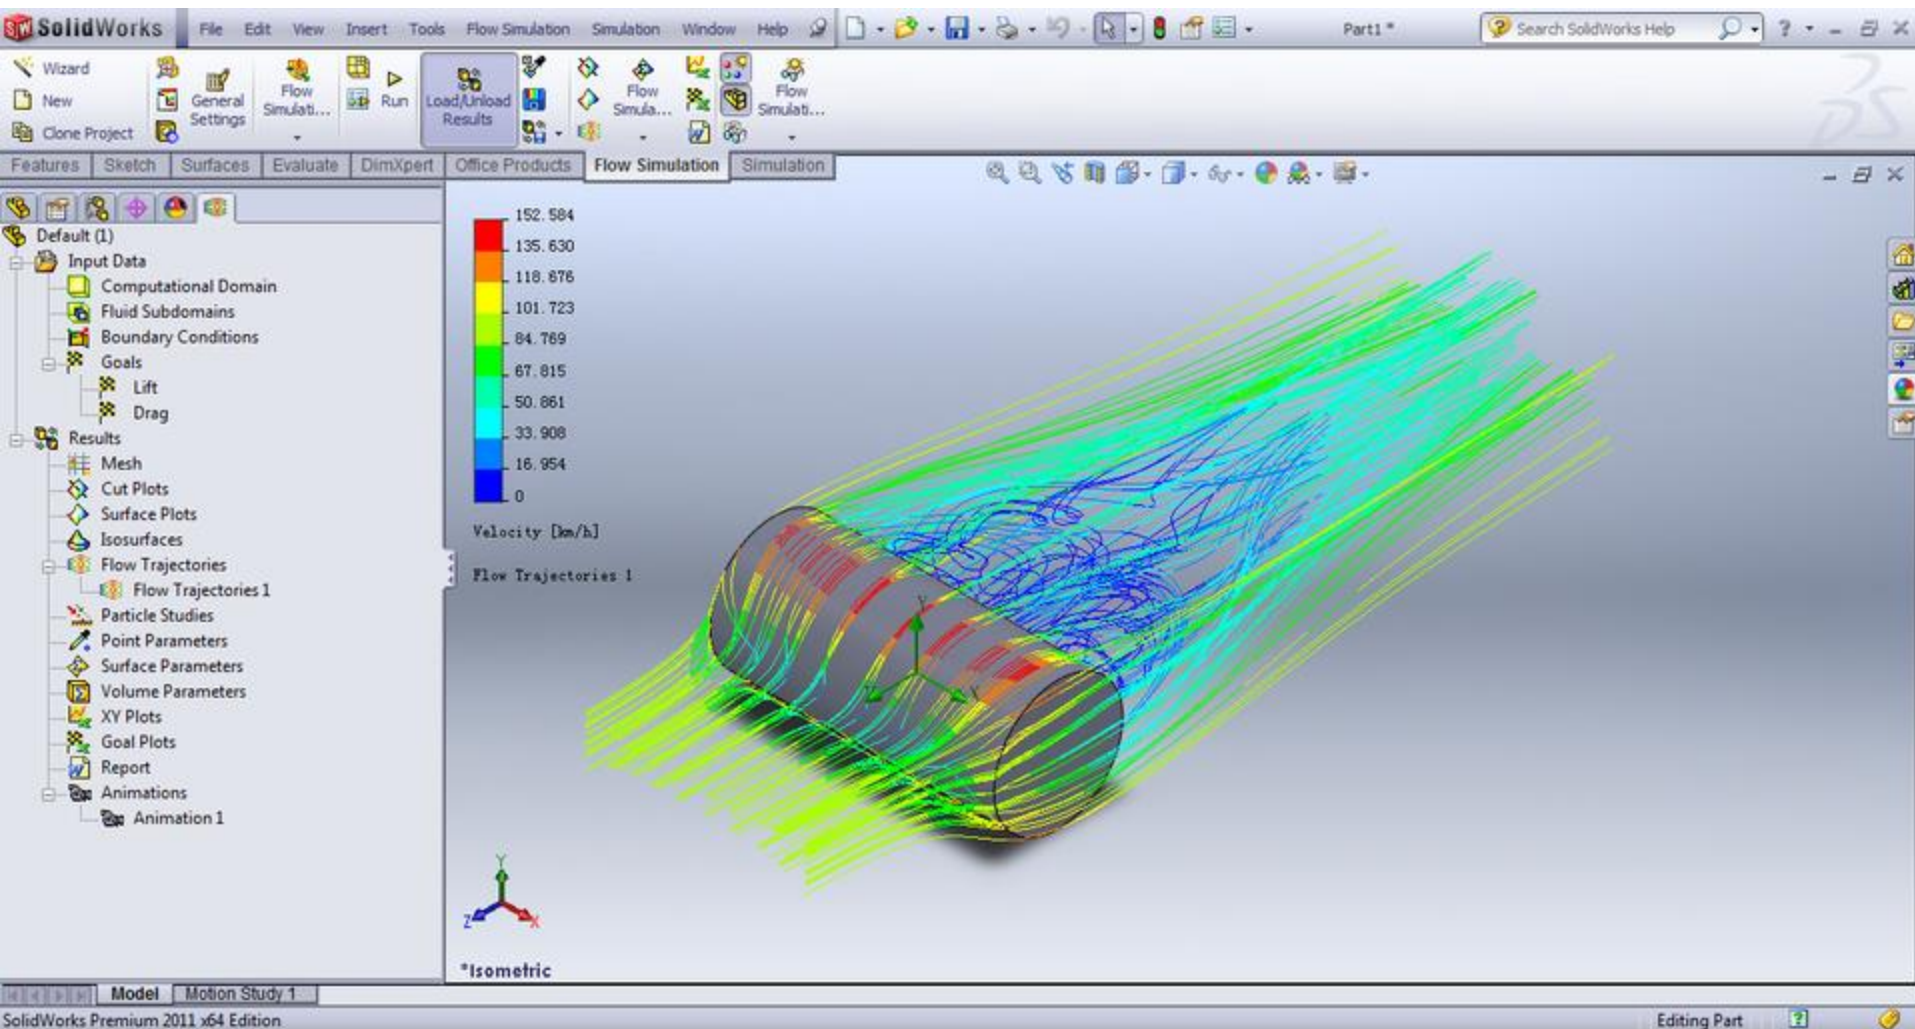 SolidWorks File Edit View Insert Tools Flow Simulation Simulation Window Help Part1 * Search SolidWorks Help
Wizard
New
Clone Project
General Settings
Flow Simulati...
Run
Load/Unload Results
Flow Simula...
Flow Simulati...
Features Sketch Surfaces Evaluate DimXpert Office Products Flow Simulation Simulation
Default (1)
Input Data
Computational Domain
Fluid Subdomains
Boundary Conditions
Goals
Lift
Drag
Results
Mesh
Cut Plots
Surface Plots
Isosurfaces
Flow Trajectories
Flow Trajectories 1
Particle Studies
Point Parameters
Surface Parameters
Volume Parameters
XY Plots
Goal Plots
Report
Animations
Animation 1
152.584
135.630
118.676
101.723
84.769
67.815
50.861
33.908
16.954
0
Velocity [km/h]
Flow Trajectories 1
Y
Z
X
Y
Z X
*Isometric
Model Motion Study 1
SolidWorks Premium 2011 x64 Edition Editing Part